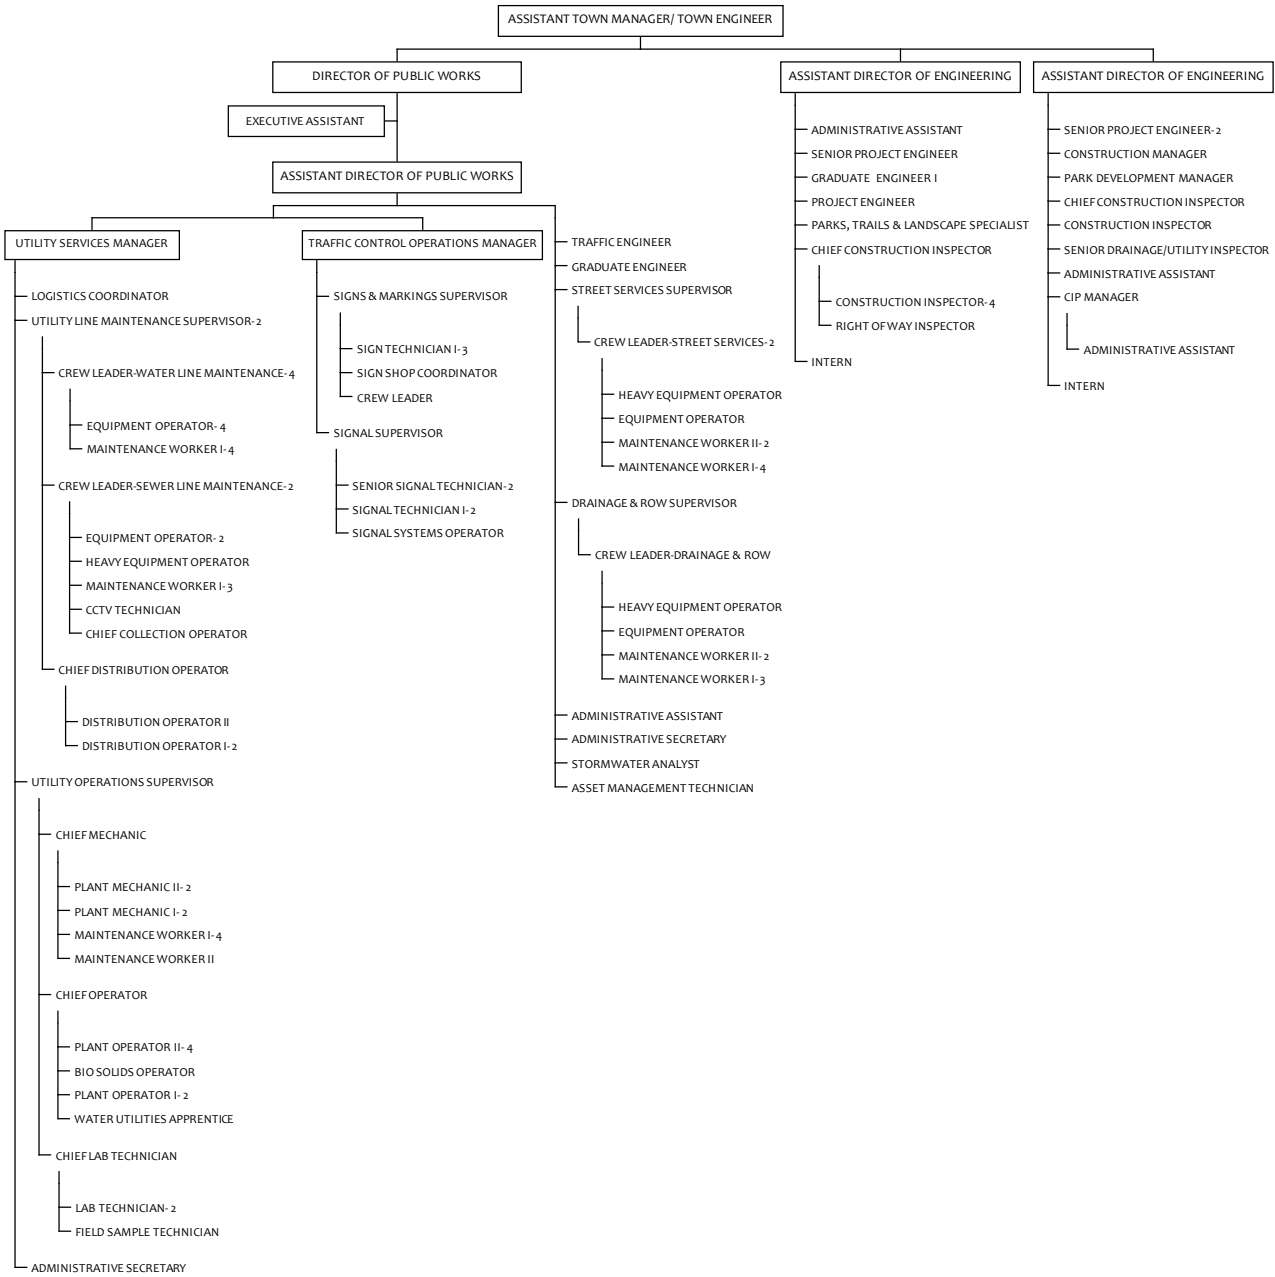 ASSISTANT TOWN MANAGER/ TOWN ENGINEER
DIRECTOR OF PUBLIC WORKS
EXECUTIVE ASSISTANT
ASSISTANT DIRECTOR OF PUBLIC WORKS
UTILITY SERVICES MANAGER
LOGISTICS COORDINATOR
UTILITY LINE MAINTENANCE SUPERVISOR-2
CREW LEADER-WATER LINE MAINTENANCE-4
EQUIPMENT OPERATOR-4
MAINTENANCE WORKER I-4
CREW LEADER-SEWER LINE MAINTENANCE-2
EQUIPMENT OPERATOR-2
HEAVY EQUIPMENT OPERATOR
MAINTENANCE WORKER I-3
CCTV TECHNICIAN
CHIEF COLLECTION OPERATOR
CHIEF DISTRIBUTION OPERATOR
DISTRIBUTION OPERATOR II
DISTRIBUTION OPERATOR I-2
UTILITY OPERATIONS SUPERVISOR
CHIEF MECHANIC
PLANT MECHANIC II-2
PLANT MECHANIC I-2
MAINTENANCE WORKER I-4
MAINTENANCE WORKER II
CHIEF OPERATOR
PLANT OPERATOR II-4
BIO SOLIDS OPERATOR
PLANT OPERATOR I-2
WATER UTILITIES APPRENTICE
CHIEF LAB TECHNICIAN
LAB TECHNICIAN-2
FIELD SAMPLE TECHNICIAN
ADMINISTRATIVE SECRETARY
TRAFFIC CONTROL OPERATIONS MANAGER
SIGNS & MARKINGS SUPERVISOR
SIGN TECHNICIAN I-3
SIGN SHOP COORDINATOR
CREW LEADER
SIGNAL SUPERVISOR
SENIOR SIGNAL TECHNICIAN-2
SIGNAL TECHNICIAN I-2
SIGNAL SYSTEMS OPERATOR
TRAFFIC ENGINEER
GRADUATE ENGINEER
STREET SERVICES SUPERVISOR
CREW LEADER-STREET SERVICES-2
HEAVY EQUIPMENT OPERATOR
EQUIPMENT OPERATOR
MAINTENANCE WORKER II-2
MAINTENANCE WORKER I-4
DRAINAGE & ROW SUPERVISOR
CREW LEADER-DRAINAGE & ROW
HEAVY EQUIPMENT OPERATOR
EQUIPMENT OPERATOR
MAINTENANCE WORKER II-2
MAINTENANCE WORKER I-3
ADMINISTRATIVE ASSISTANT
ADMINISTRATIVE SECRETARY
STORMWATER ANALYST
ASSET MANAGEMENT TECHNICIAN
ASSISTANT DIRECTOR OF ENGINEERING
ADMINISTRATIVE ASSISTANT
SENIOR PROJECT ENGINEER
GRADUATE ENGINEER I
PROJECT ENGINEER
PARKS, TRAILS & LANDSCAPE SPECIALIST
CHIEF CONSTRUCTION INSPECTOR
CONSTRUCTION INSPECTOR-4
RIGHT OF WAY INSPECTOR
INTERN
ASSISTANT DIRECTOR OF ENGINEERING
SENIOR PROJECT ENGINEER-2
CONSTRUCTION MANAGER
PARK DEVELOPMENT MANAGER
CHIEF CONSTRUCTION INSPECTOR
CONSTRUCTION INSPECTOR
SENIOR DRAINAGE/UTILITY INSPECTOR
ADMINISTRATIVE ASSISTANT
CIP MANAGER
ADMINISTRATIVE ASSISTANT
INTERN